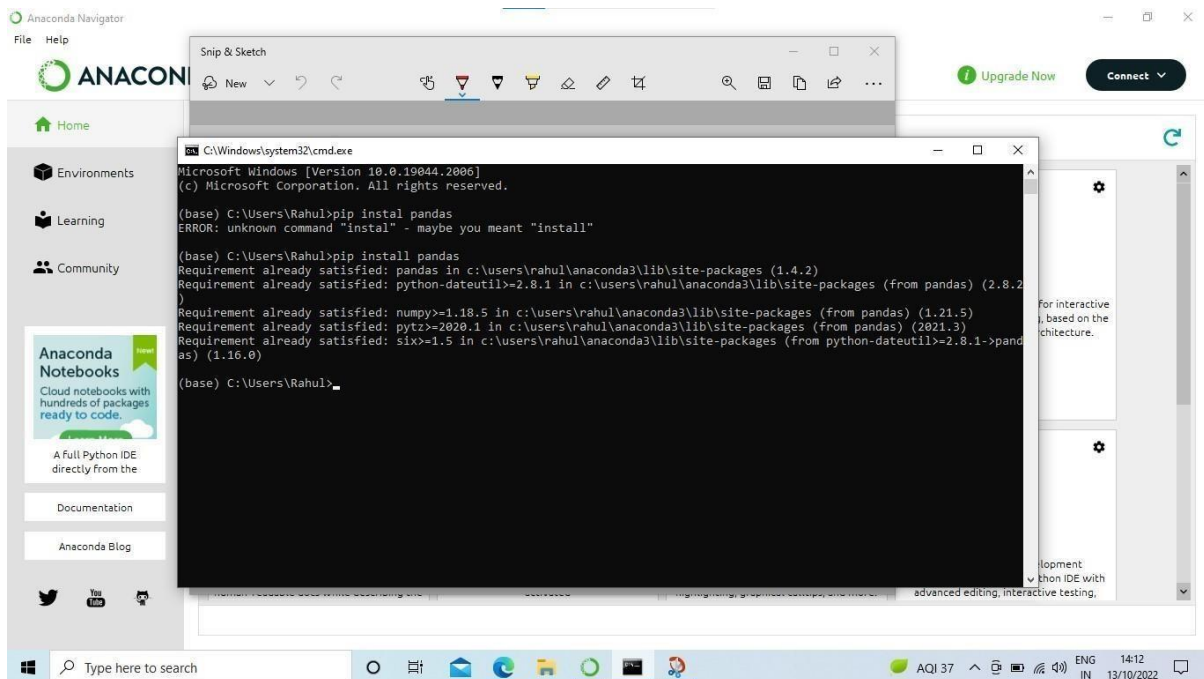 Anaconda Navigator
File Help
ANACON
Upgrade Now
Connect
Snip & Sketch
New
Home
Environments
Learning
Community
C:\Windows\system32\cmd.exe
Microsoft Windows [Version 10.0.19044.2006]
(c) Microsoft Corporation. All rights reserved.
(base) C:\Users\Rahul>pip instal pandas
ERROR: unknown command "instal" - maybe you meant "install"
(base) C:\Users\Rahul>pip install pandas
Requirement already satisfied: pandas in c:\users\rahul\anaconda3\lib\site-packages (1.4.2)
Requirement already satisfied: python-dateutil>=2.8.1 in c:\users\rahul\anaconda3\lib\site-packages (from pandas) (2.8.2
)
Requirement already satisfied: numpy>=1.18.5 in c:\users\rahul\anaconda3\lib\site-packages (from pandas) (1.21.5)
Requirement already satisfied: pytz>=2020.1 in c:\users\rahul\anaconda3\lib\site-packages (from pandas) (2021.3)
Requirement already satisfied: six>=1.5 in c:\users\rahul\anaconda3\lib\site-packages (from python-dateutil>=2.8.1->pand
as) (1.16.0)
(base) C:\Users\Rahul>
for interactive
, based on the
rchitecture.
Anaconda
Notebooks
New!
Cloud notebooks with
hundreds of packages
ready to code.
A full Python IDE
directly from the
Documentation
Anaconda Blog
You
Tube
elopment
thon IDE with
advanced editing, interactive testing,
Type here to search
AQI 37
ENG
IN
14:12
13/10/2022